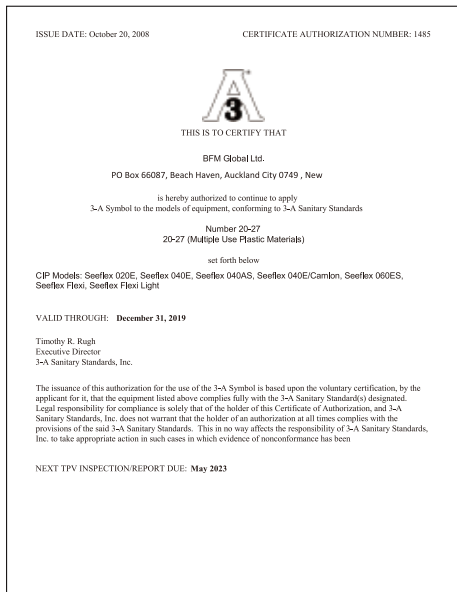 ISSUE DATE: October 20, 2008 CERTIFICATE AUTHORIZATION NUMBER: 1485
A
3
®
THIS IS TO CERTIFY THAT
BFM Global Ltd.
PO Box 66087, Beach Haven, Auckland City 0749 , New
is hereby authorized to continue to apply
3-A Symbol to the models of equipment, conforming to 3-A Sanitary Standards
Number 20-27
20-27 (Multiple Use Plastic Materials)
set forth below
CIP Models: Seeflex 020E, Seeflex 040E, Seeflex 040AS, Seeflex 040E/Camlon, Seeflex 060ES,
Seeflex Flexi, Seeflex Flexi Light
VALID THROUGH: December 31, 2019
Timothy R. Rugh
Executive Director
3-A Sanitary Standards, Inc.
The issuance of this authorization for the use of the 3-A Symbol is based upon the voluntary certification, by the
applicant for it, that the equipment listed above complies fully with the 3-A Sanitary Standard(s) designated.
Legal responsibility for compliance is solely that of the holder of this Certificate of Authorization, and 3-A
Sanitary Standards, Inc. does not warrant that the holder of an authorization at all times complies with the
provisions of the said 3-A Sanitary Standards. This in no way affects the responsibility of 3-A Sanitary Standards,
Inc. to take appropriate action in such cases in which evidence of nonconformance has been
NEXT TPV INSPECTION/REPORT DUE: May 2023